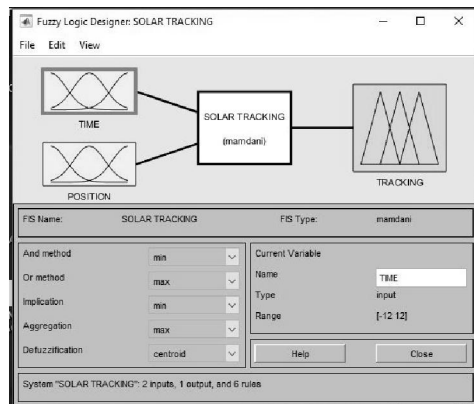 Fuzzy Logic Designer: SOLAR TRACKING
File Edit View
TIME
SOLAR TRACKING
(mamdani)
POSITION
TRACKING
FIS Name: SOLAR TRACKING FIS Type: mamdani
And method min
Or method max
Implication min
Aggregation max
Defuzzification centroid
Current Variable
Name TIME
Type input
Range [-12 12]
Help Close
System "SOLAR TRACKING": 2 inputs, 1 output, and 6 rules